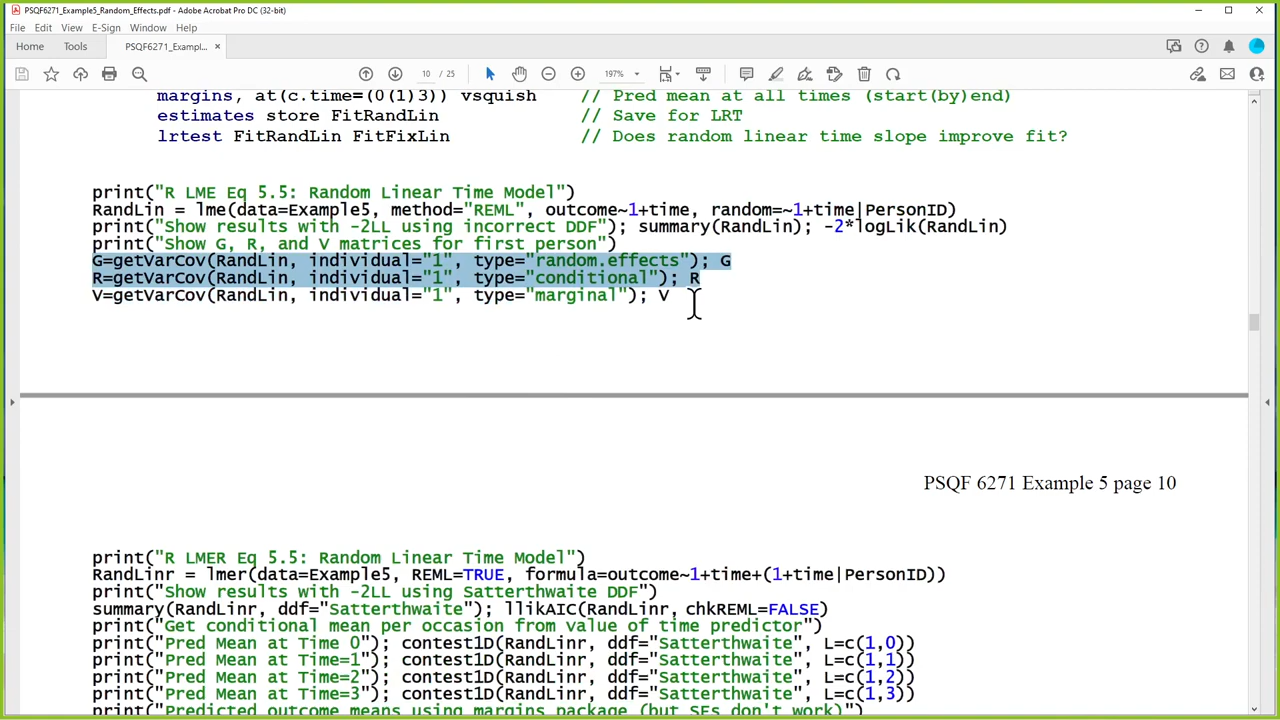 PSQF6271_Example5_Random_Effects.pdf - Adobe Acrobat Pro DC (32-bit)
File Edit View E-Sign Window Help
Home Tools PSQF6271_Exampl... ×
10 / 25 197%
margins, at(c.time=(0(1)3)) vsquish // Pred mean at all times (start(by)end)
estimates store FitRandLin // Save for LRT
lrtest FitRandLin FitFixLin // Does random linear time slope improve fit?
print("R LME Eq 5.5: Random Linear Time Model")
RandLin = lme(data=Example5, method="REML", outcome~1+time, random=~1+time|PersonID)
print("Show results with -2LL using incorrect DDF"); summary(RandLin); -2*logLik(RandLin)
print("Show G, R, and V matrices for first person")
G=getVarCov(RandLin, individual="1", type="random.effects"); G
R=getVarCov(RandLin, individual="1", type="conditional"); R
V=getVarCov(RandLin, individual="1", type="marginal"); V
PSQF 6271 Example 5 page 10
print("R LMER Eq 5.5: Random Linear Time Model")
RandLinr = lmer(data=Example5, REML=TRUE, formula=outcome~1+time+(1+time|PersonID))
print("Show results with -2LL using Satterthwaite DDF")
summary(RandLinr, ddf="Satterthwaite"); llikAIC(RandLinr, chkREML=FALSE)
print("Get conditional mean per occasion from value of time predictor")
print("Pred Mean at Time 0"); contest1D(RandLinr, ddf="Satterthwaite", L=c(1,0))
print("Pred Mean at Time=1"); contest1D(RandLinr, ddf="Satterthwaite", L=c(1,1))
print("Pred Mean at Time=2"); contest1D(RandLinr, ddf="Satterthwaite", L=c(1,2))
print("Pred Mean at Time=3"); contest1D(RandLinr, ddf="Satterthwaite", L=c(1,3))
print("Predicted outcome means using margins package (but SEs don't work)")